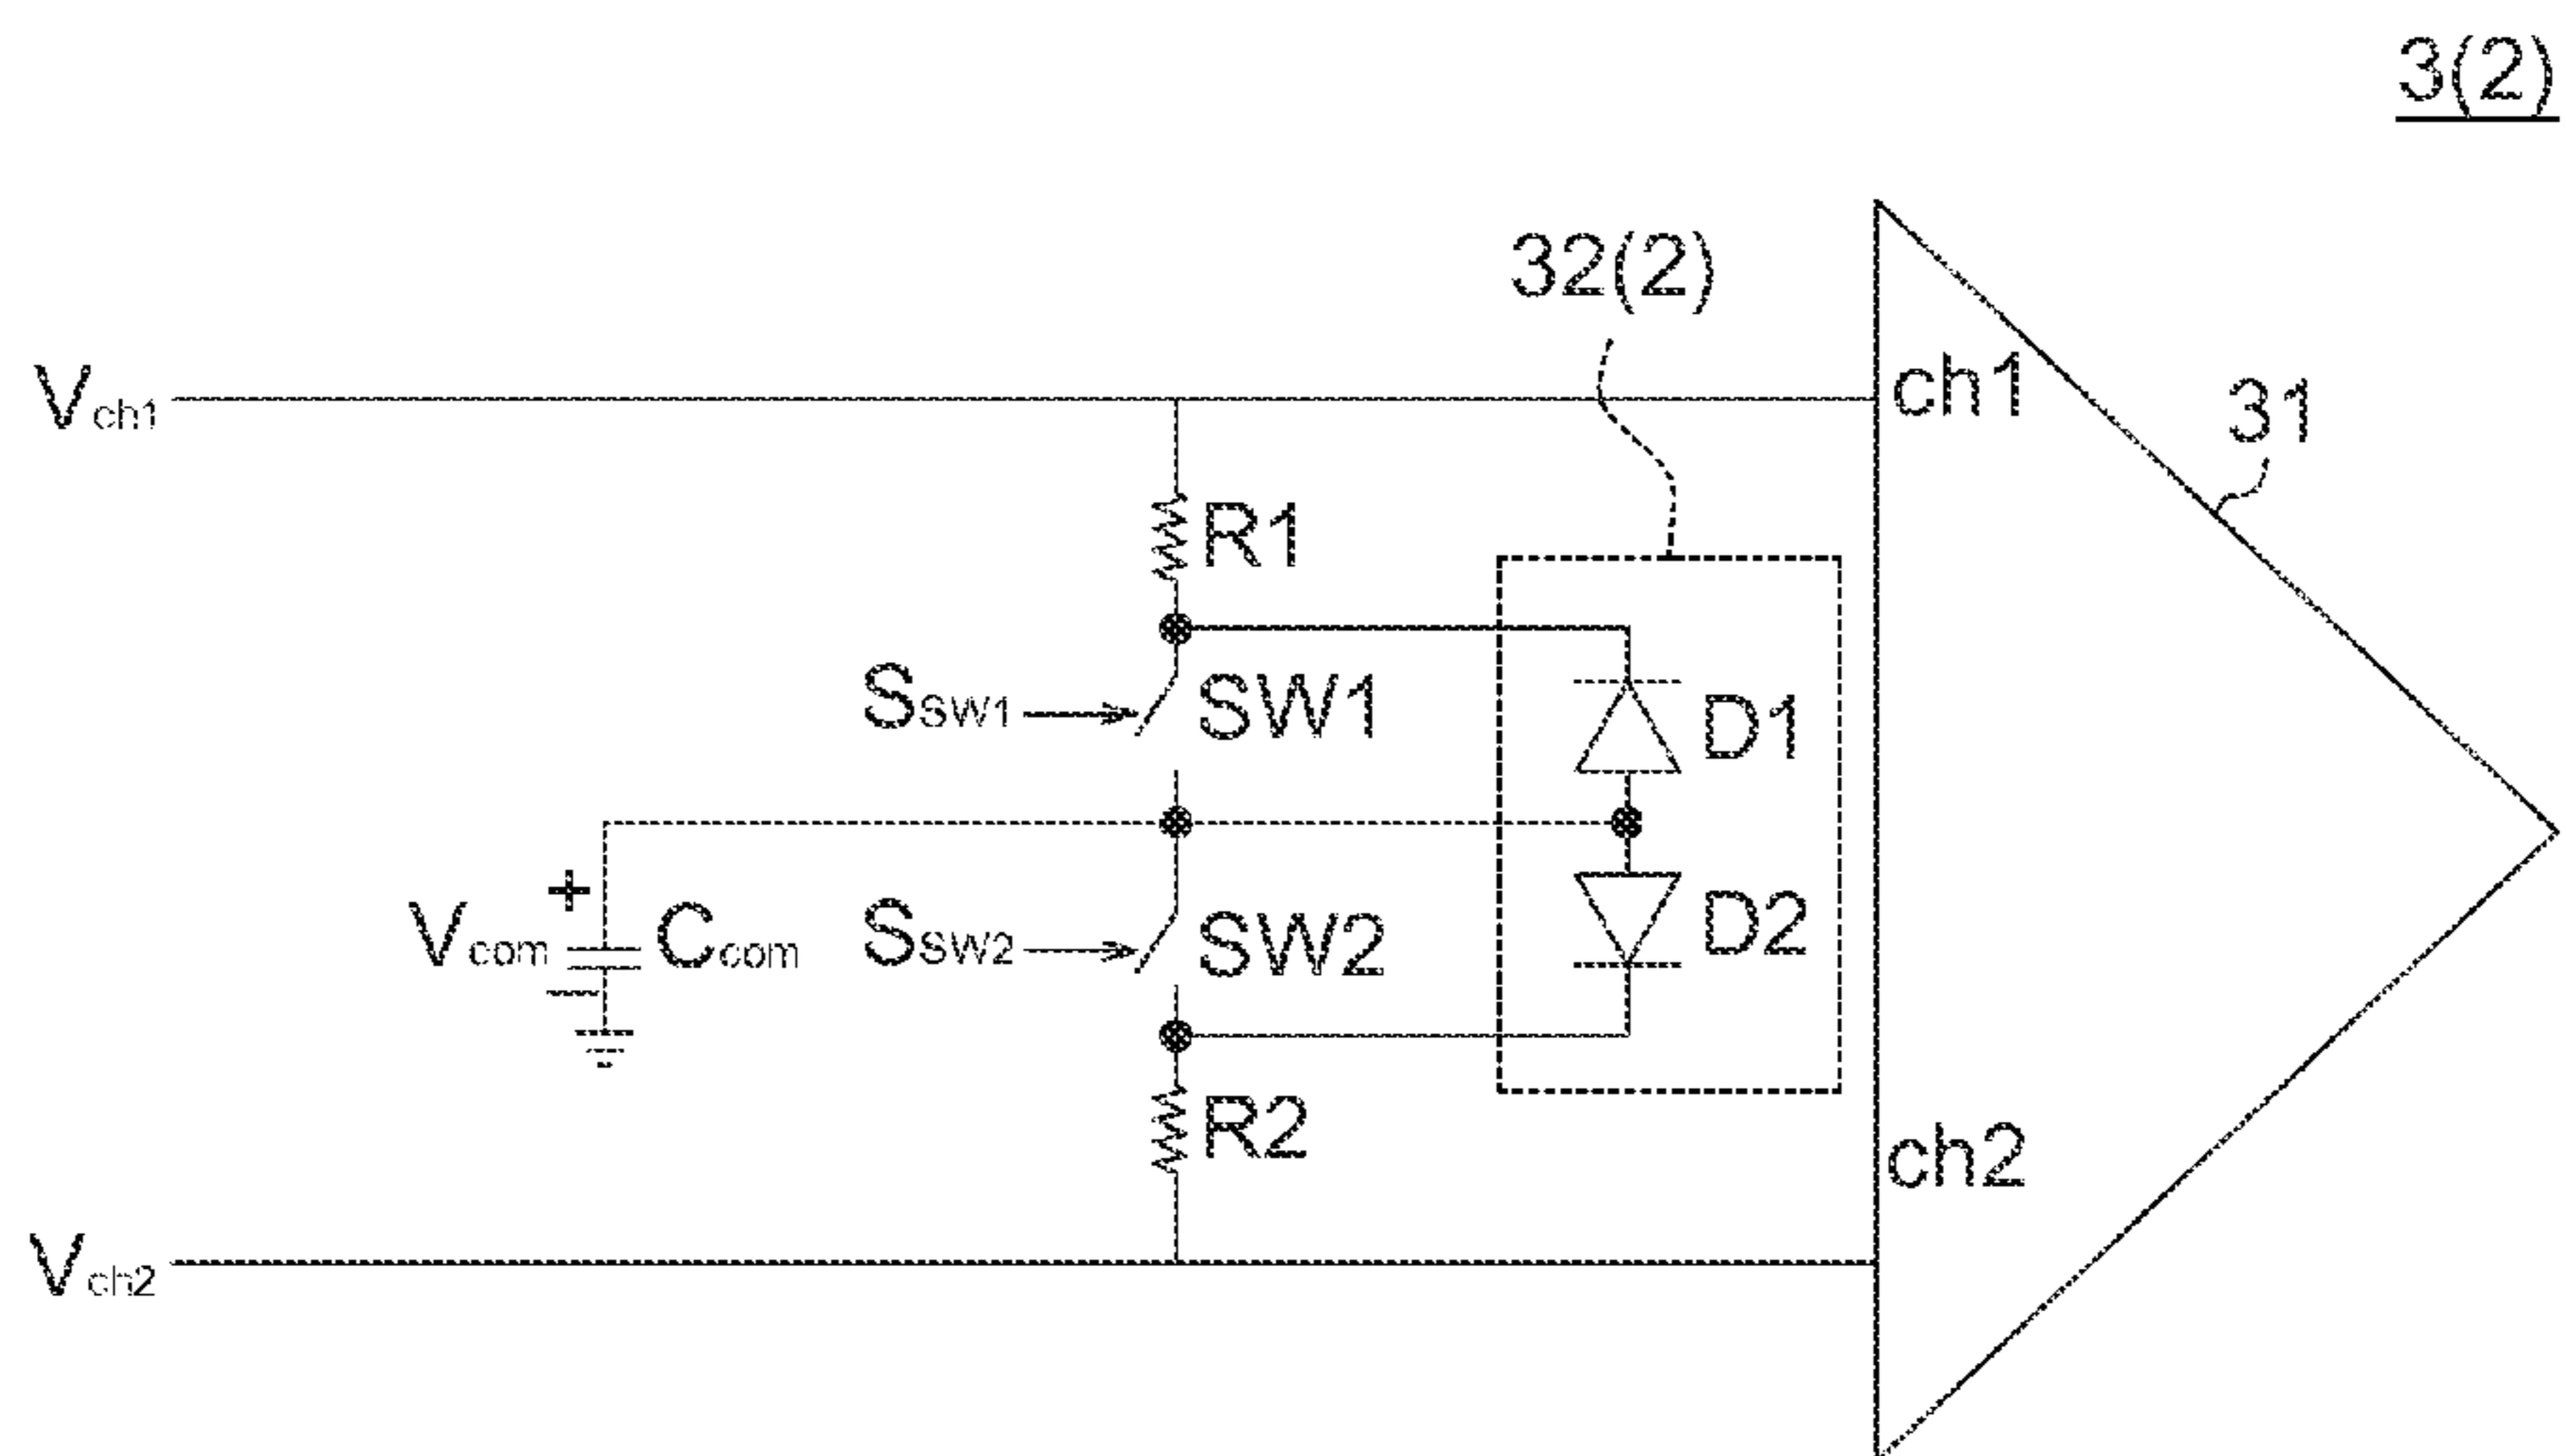 3(2)
32(2)
Vch1
ch1
31
R1
SSW1
SW1
D1
+
Vcom
Ccom
SSW2
SW2
D2
R2
ch2
Vch2